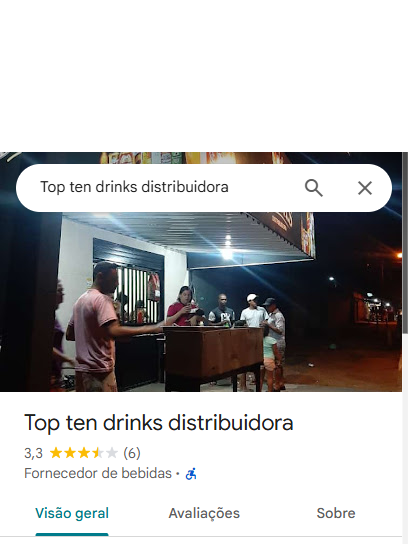 Top ten drinks distribuidora
Top ten drinks distribuidora
3,3 (6)
Fornecedor de bebidas ·
Visão geral
Avaliações
Sobre